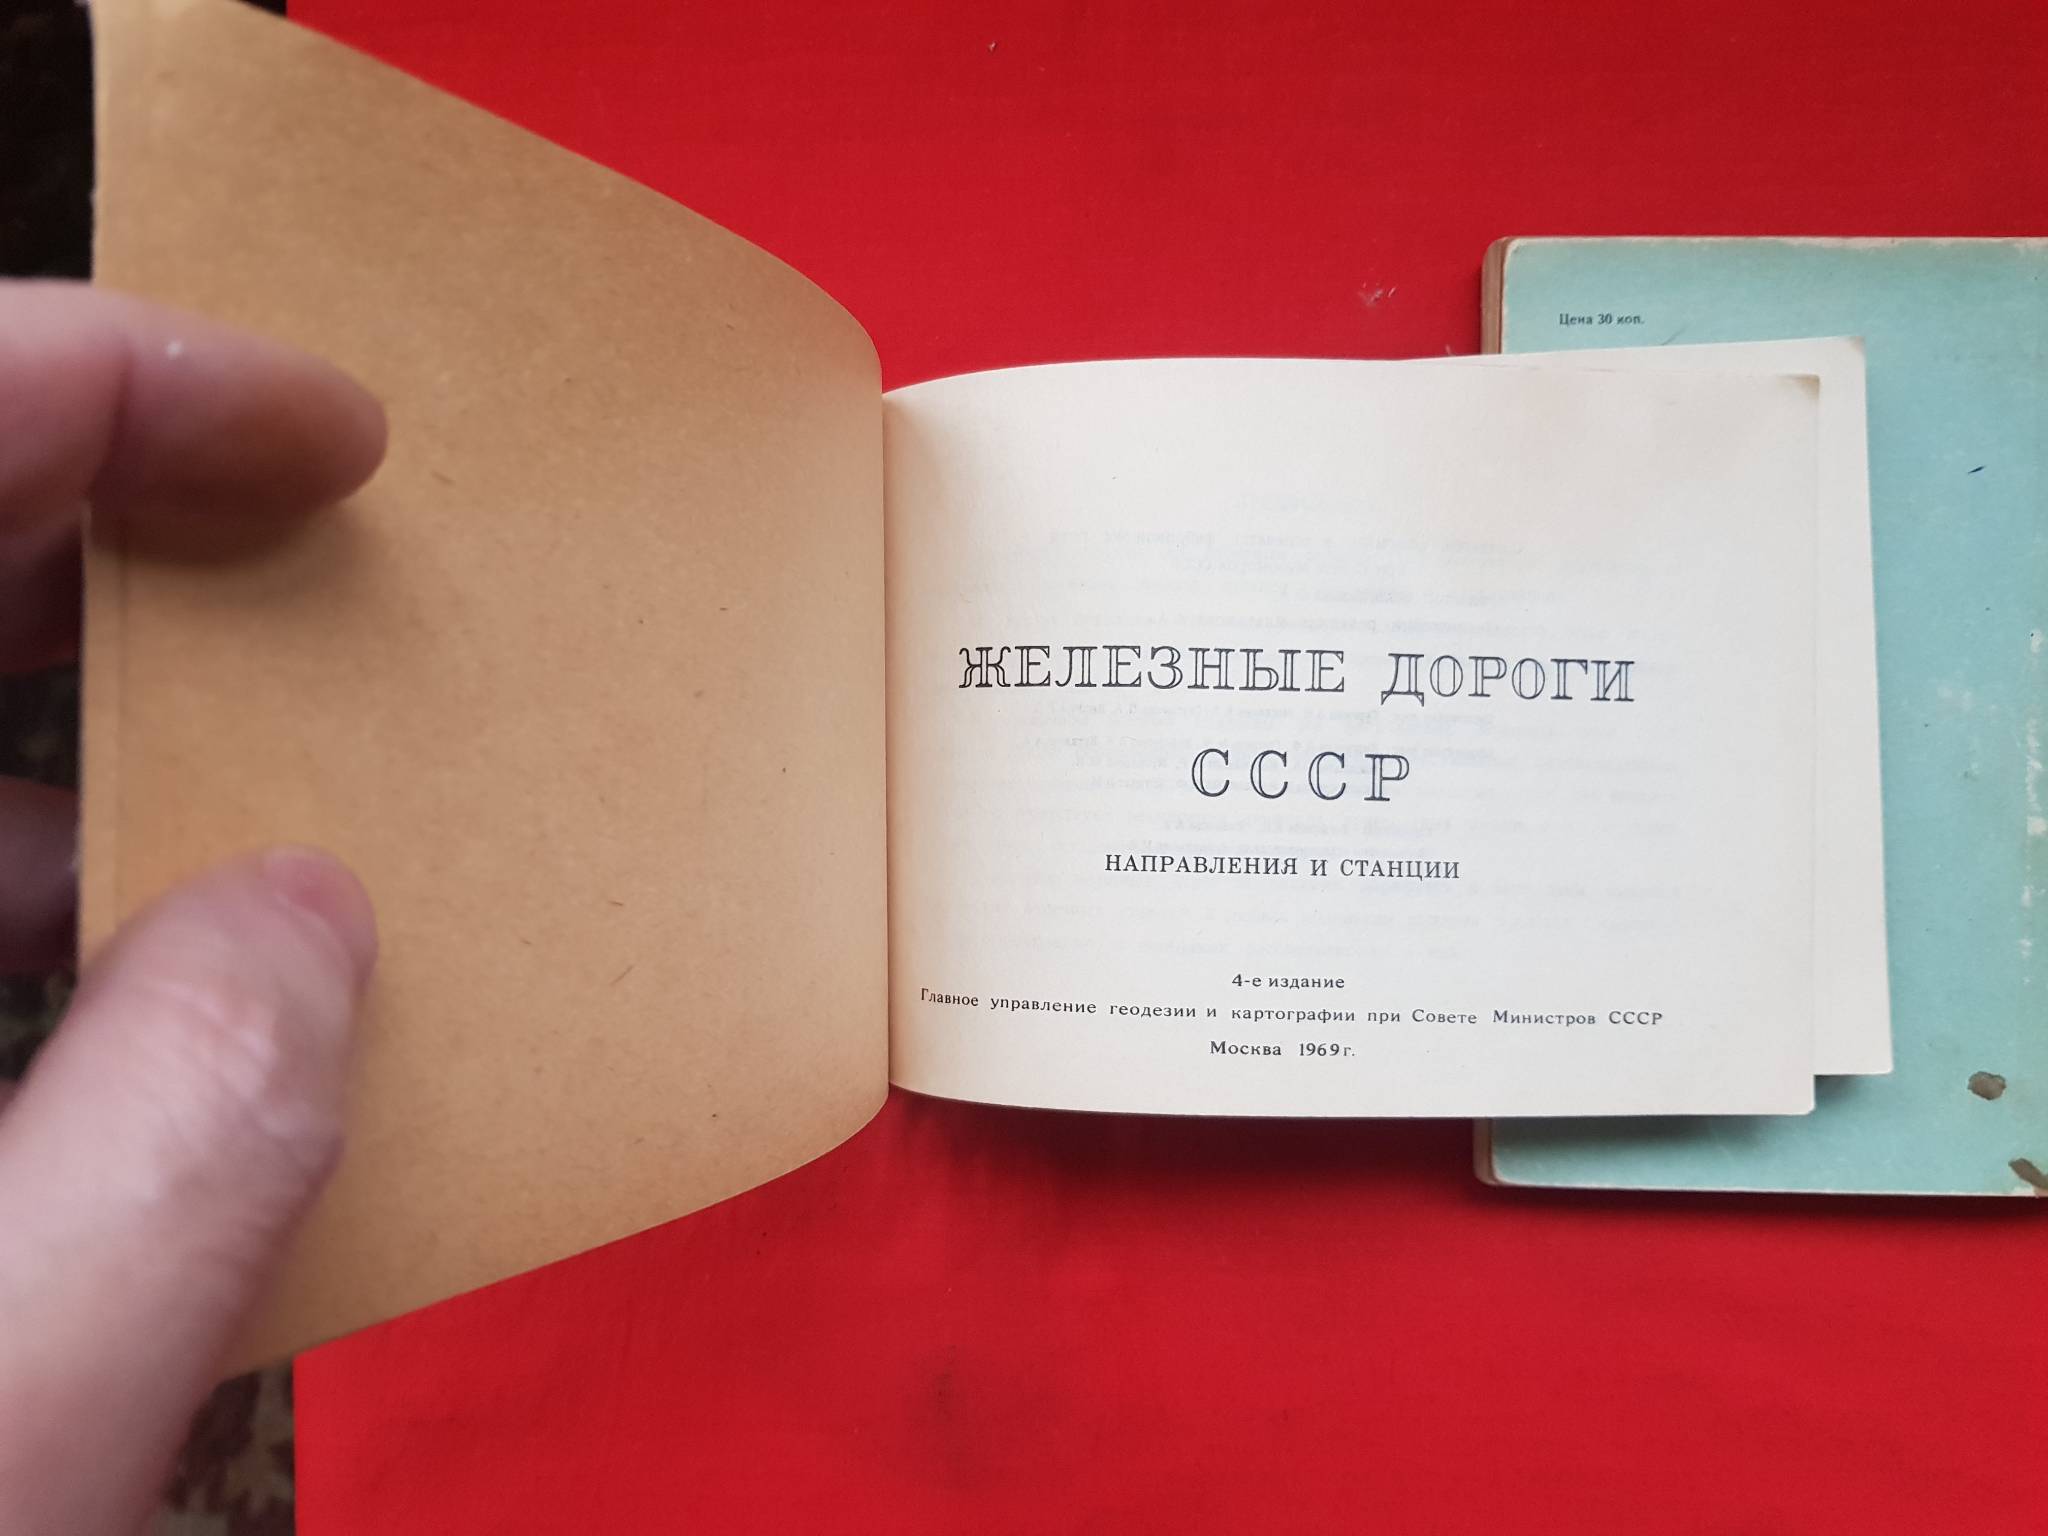 Цена 30 коп.
ЖЕЛЕЗНЫЕ ДОРОГИ
СССР
НАПРАВЛЕНИЯ И СТАНЦИИ
4-е издание
Главное управление геодезии и картографии при Совете Министров СССР
Москва 1969 г.